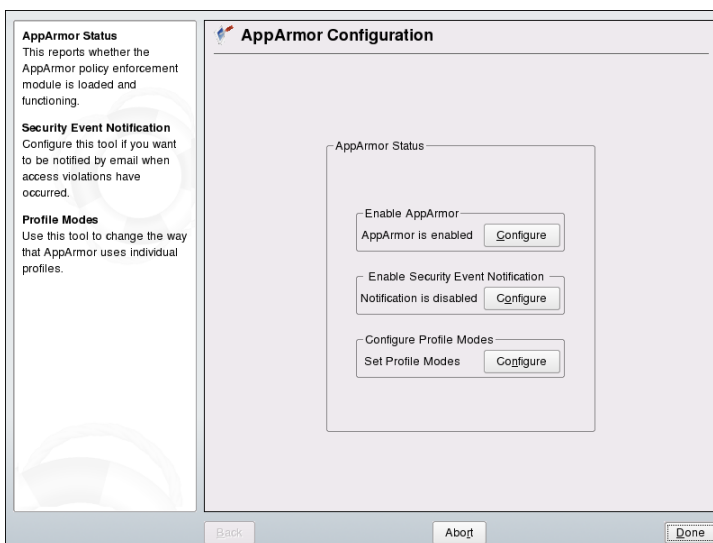 AppArmor Status
This reports whether the
AppArmor policy enforcement
module is loaded and
functioning.
Security Event Notification
Configure this tool if you want
to be notified by email when
access violations have
occurred.
Profile Modes
Use this tool to change the way
that AppArmor uses individual
profiles.
AppArmor Configuration
AppArmor Status
Enable AppArmor
AppArmor is enabled Configure
Enable Security Event Notification
Notification is disabled Configure
Configure Profile Modes
Set Profile Modes Configure
Back Abort Done